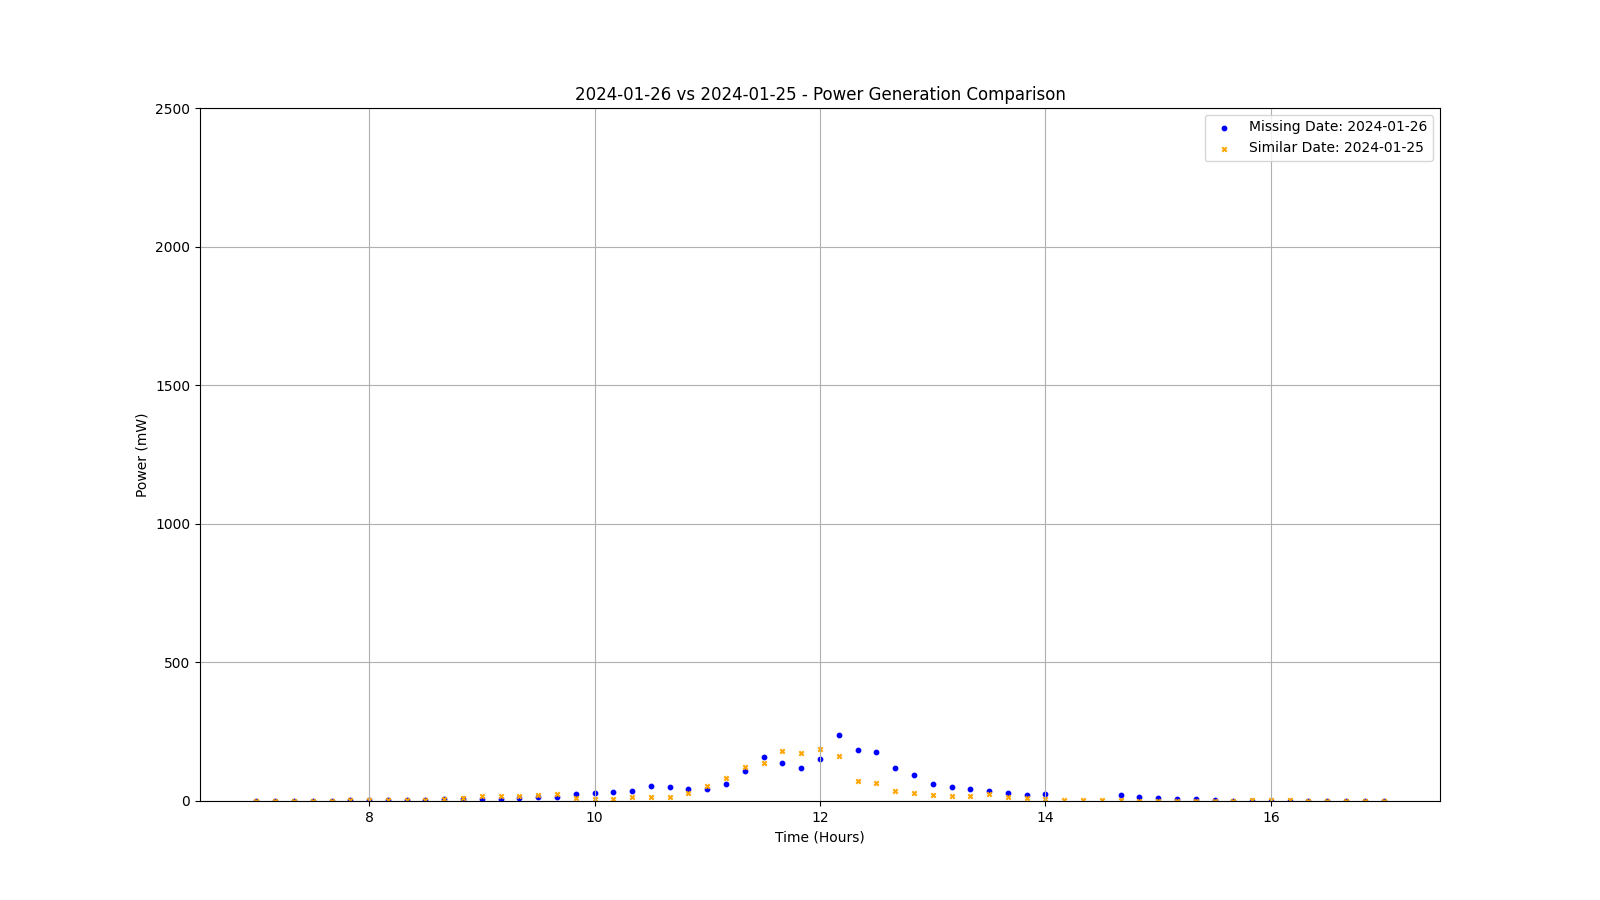 2024-01-26 vs 2024-01-25 - Power Generation Comparison
Missing Date: 2024-01-26
Similar Date: 2024-01-25
2500
2000
1500
1000
500
0
Power (mW)
8 10 12 14 16
Time (Hours)